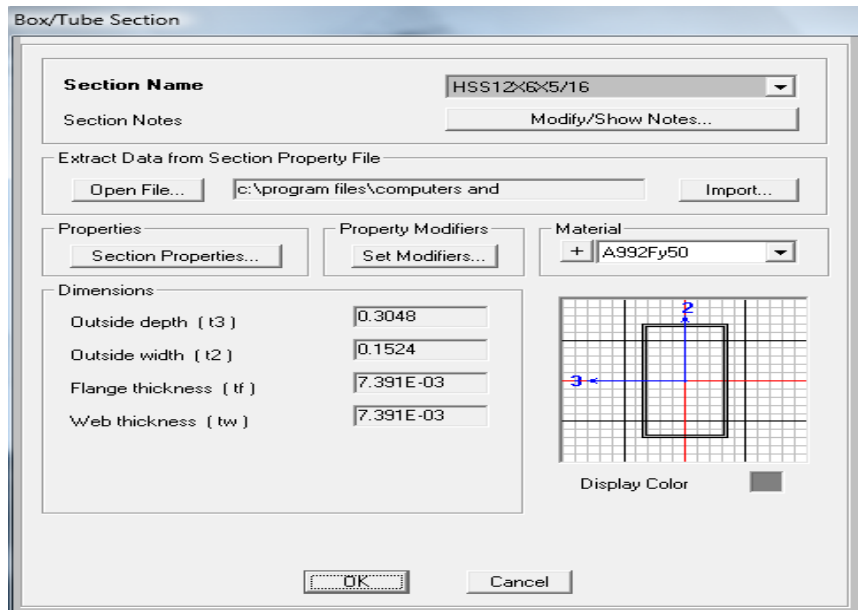 Box/Tube Section
Section Name HSS12X6X5/16
Section Notes Modify/Show Notes...
Extract Data from Section Property File
Open File... c:\program files\computers and Import...
Properties Property Modifiers Material
Section Properties... Set Modifiers... + A992Fy50
Dimensions
Outside depth ( t3 ) 0.3048
Outside width ( t2 ) 0.1524
Flange thickness ( tf ) 7.391E-03
Web thickness ( tw ) 7.391E-03
2
3
Display Color
OK Cancel